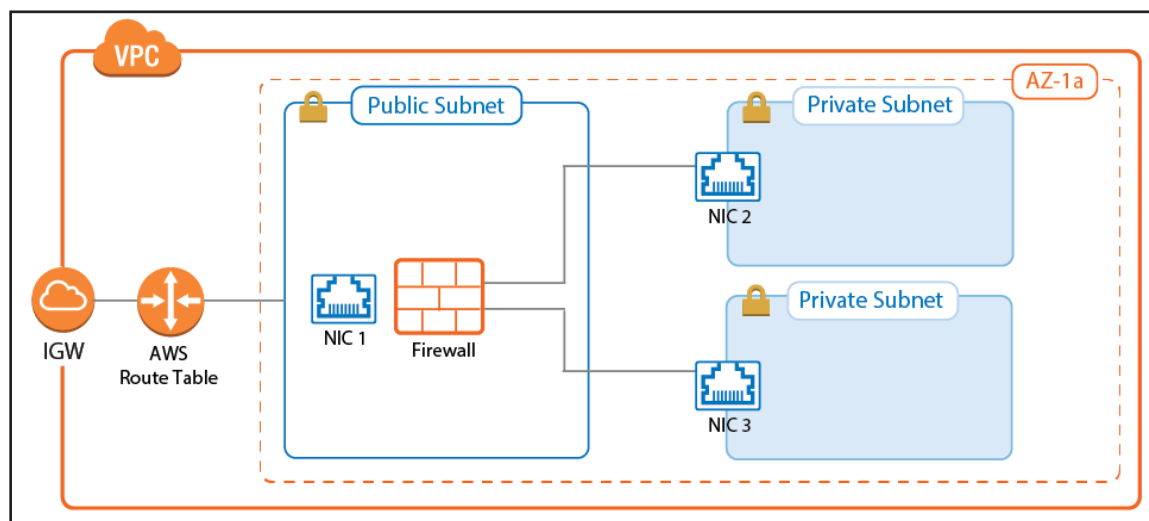 VPC
AZ-1a
Public Subnet
Private Subnet
NIC 2
NIC 1
Firewall
IGW
AWS
Route Table
Private Subnet
NIC 3